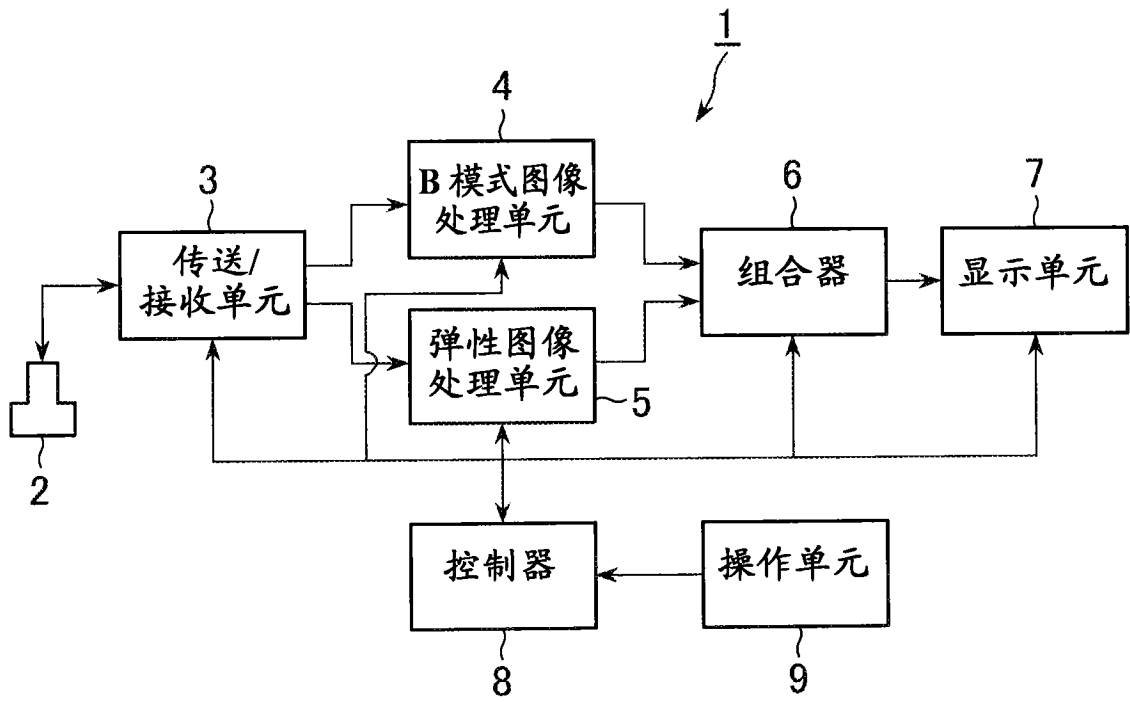 1
4
B 模式图像
处理单元
3
传送/
接收单元
6
组合器
7
显示单元
弹性图像
处理单元
5
2
控制器
8
操作单元
9